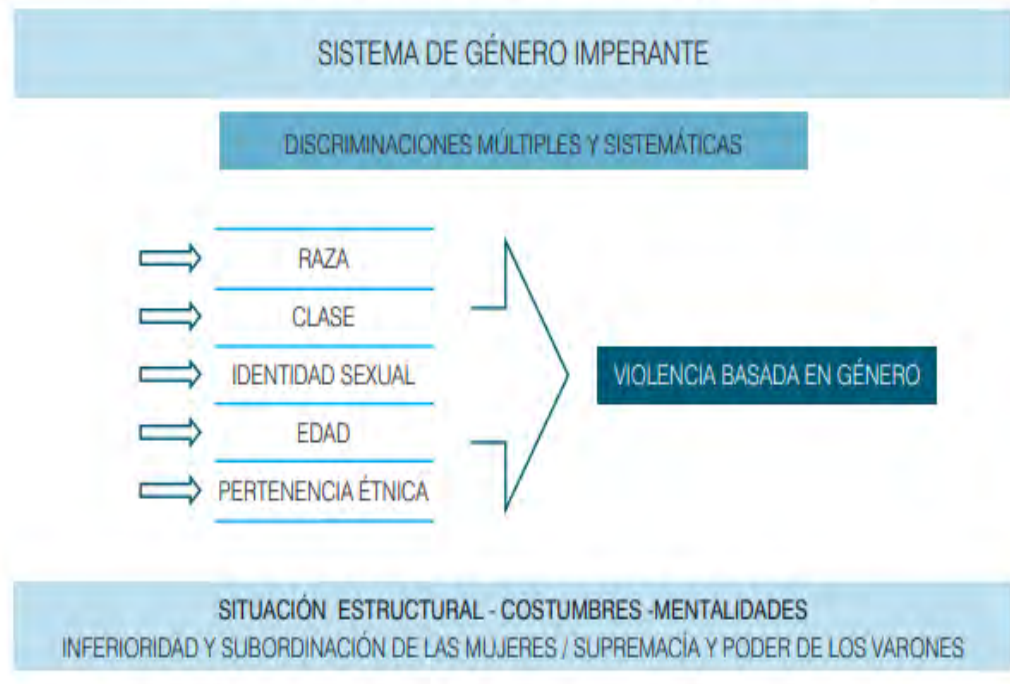 SISTEMA DE GÉNERO IMPERANTE
DISCRIMINACIONES MÚLTIPLES Y SISTEMÁTICAS
RAZA
CLASE
IDENTIDAD SEXUAL
EDAD
PERTENENCIA ÉTNICA
VIOLENCIA BASADA EN GÉNERO
SITUACIÓN ESTRUCTURAL - COSTUMBRES -MENTALIDADES
INFERIORIDAD Y SUBORDINACIÓN DE LAS MUJERES / SUPREMACÍA Y PODER DE LOS VARONES